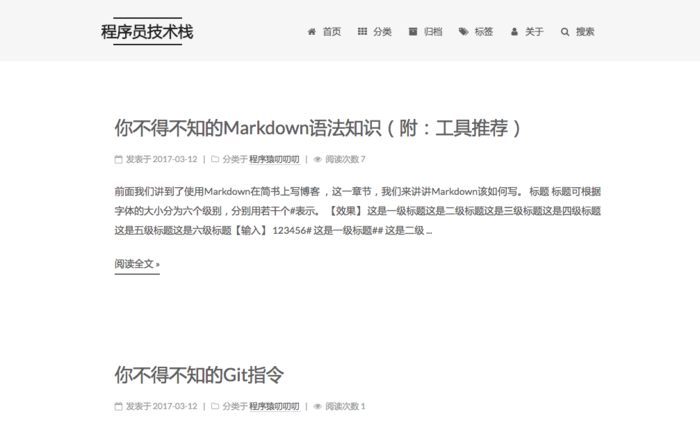 程序员技术栈
首页 分类 归档 标签 关于 搜索
你不得不知的Markdown语法知识（附：工具推荐）
发表于 2017-03-12 | 分类于 程序猿叨叨叨 | 阅读次数 7
前面我们讲到了使用Markdown在简书上写博客 ，这一章节，我们来讲讲Markdown该如何写。 标题 标题可根据
字体的大小分为六个级别，分别用若干个#表示。 【效果】 这是一级标题这是二级标题这是三级标题这是四级标题
这是五级标题这是六级标题【输入】 123456# 这是一级标题## 这是二级 ...
阅读全文 »
你不得不知的Git指令
发表于 2017-03-12 | 分类于 程序猿叨叨叨 | 阅读次数 1